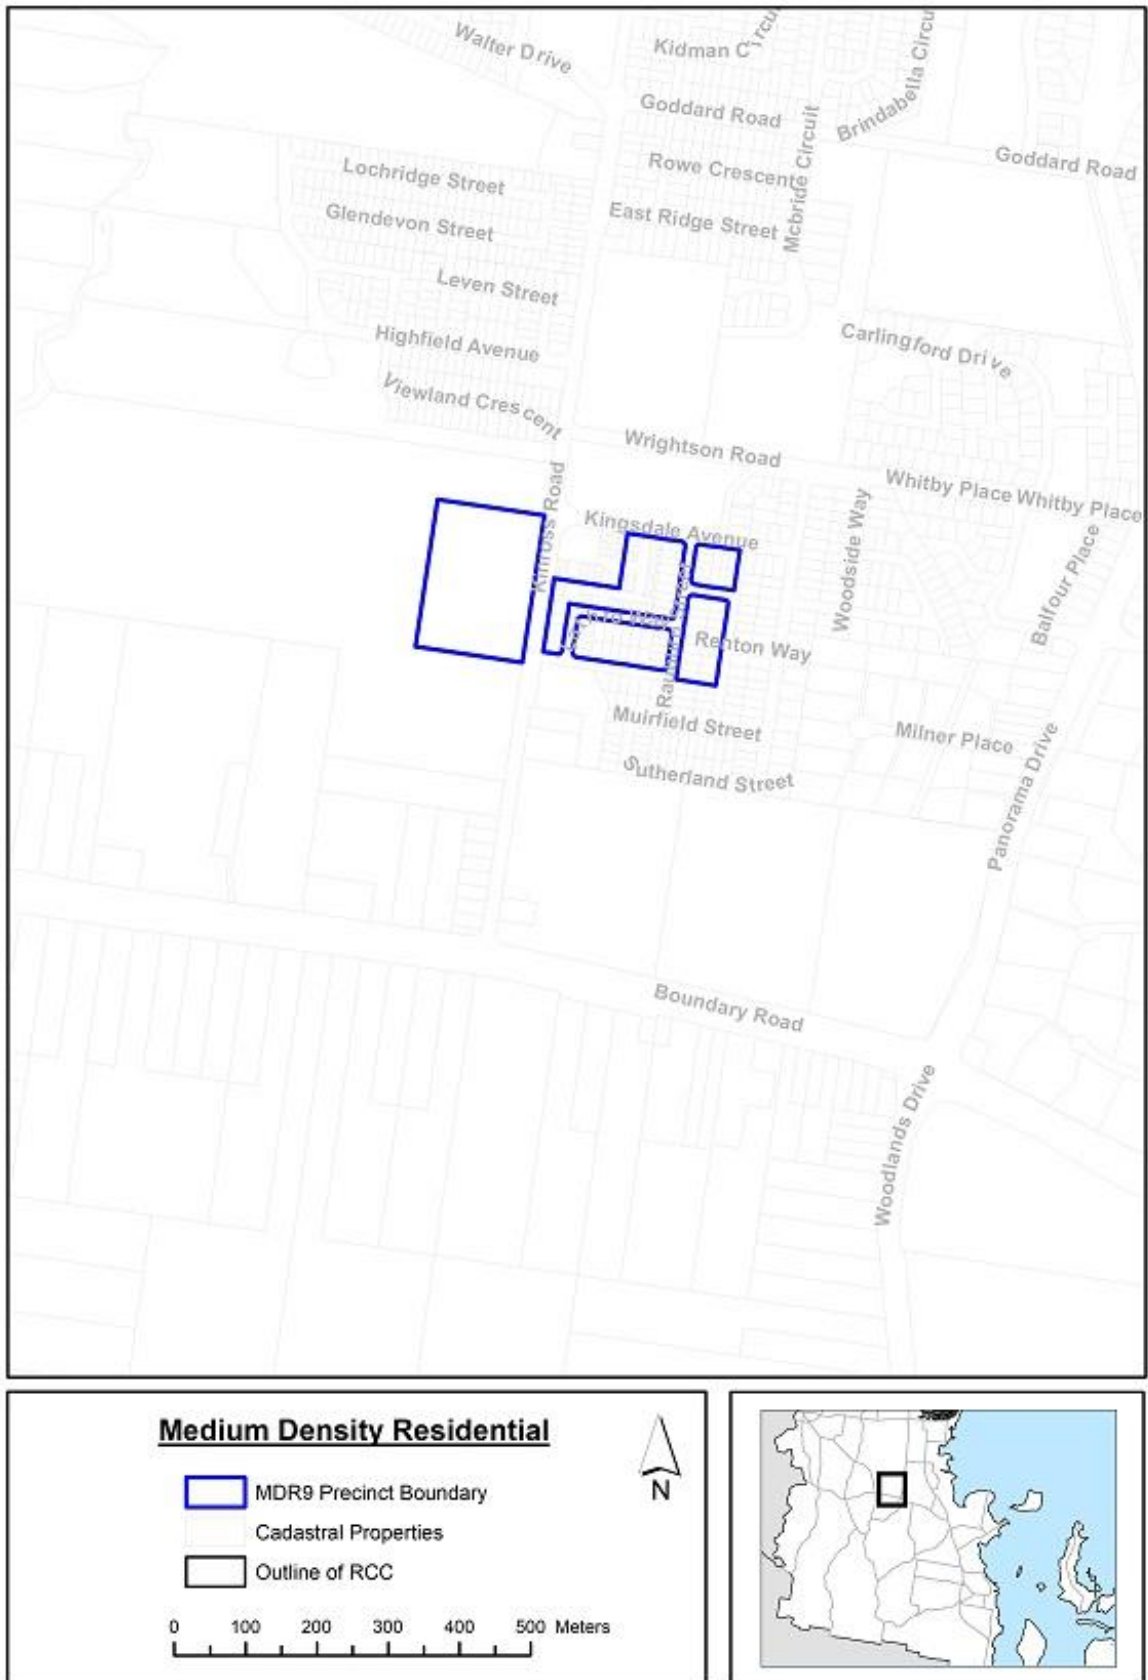 Walter Drive
Kidman Circu
Brindabella Circu
Goddard Road
Mcbride Circuit
Goddard Road
Lochridge Street
Rowe Crescent
Glendevon Street
East Ridge Street
Leven Street
Highfield Avenue
Carlingford Drive
Viewland Crescent
Wrightson Road
Whitby Place
Whitby Place
Kinross Road
Kingsdale Avenue
Woodside Way
Balfour Place
Renton Way
Muirfield Street
Milner Place
Sutherland Street
Panorama Drive
Boundary Road
Woodlands Drive
Medium Density Residential
MDR9 Precinct Boundary
Cadastral Properties
Outline of RCC
N
0 100 200 300 400 500 Meters